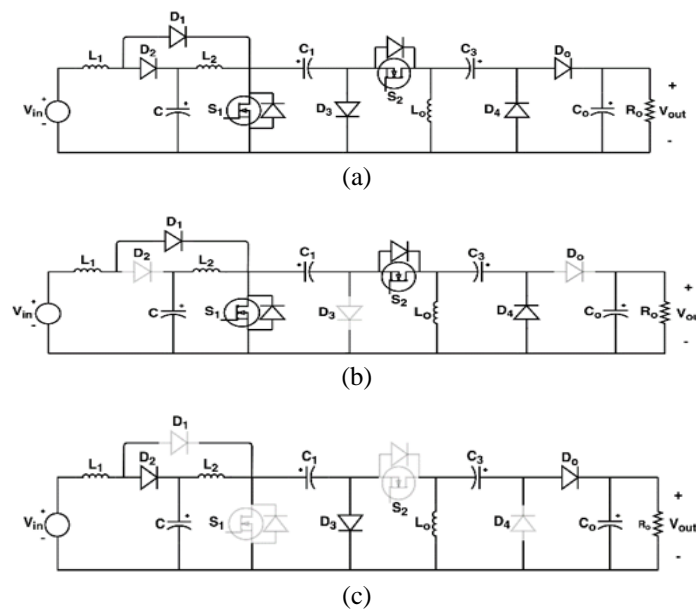 D1
L1 D2 L2 C1 S2 C3 Do
Vin + - C + S1 + D3 Lo + D4 Co + Ro + Vout -
(a)
D1
L1 D2 L2 C1 S2 C3 Do
Vin + - C + S1 + D3 Lo + D4 Co + Ro + Vou -
(b)
D1
L1 D2 L2 C1 S2 C3 Do
Vin + - C + S1 + D3 Lo + D4 Co + Ro + Vout -
(c)